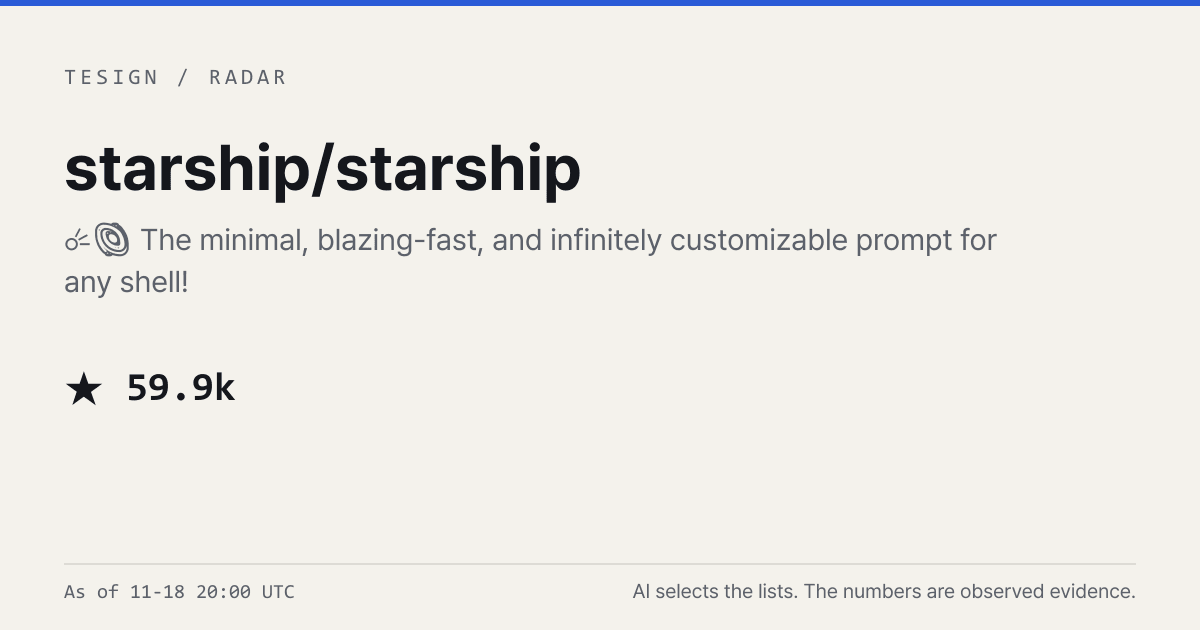 TESIGN / RADAR
starship/starship
☄🌌️ The minimal, blazing-fast, and infinitely customizable prompt for
any shell!
★ 59.9k
As of 11-18 20:00 UTC
AI selects the lists. The numbers are observed evidence.